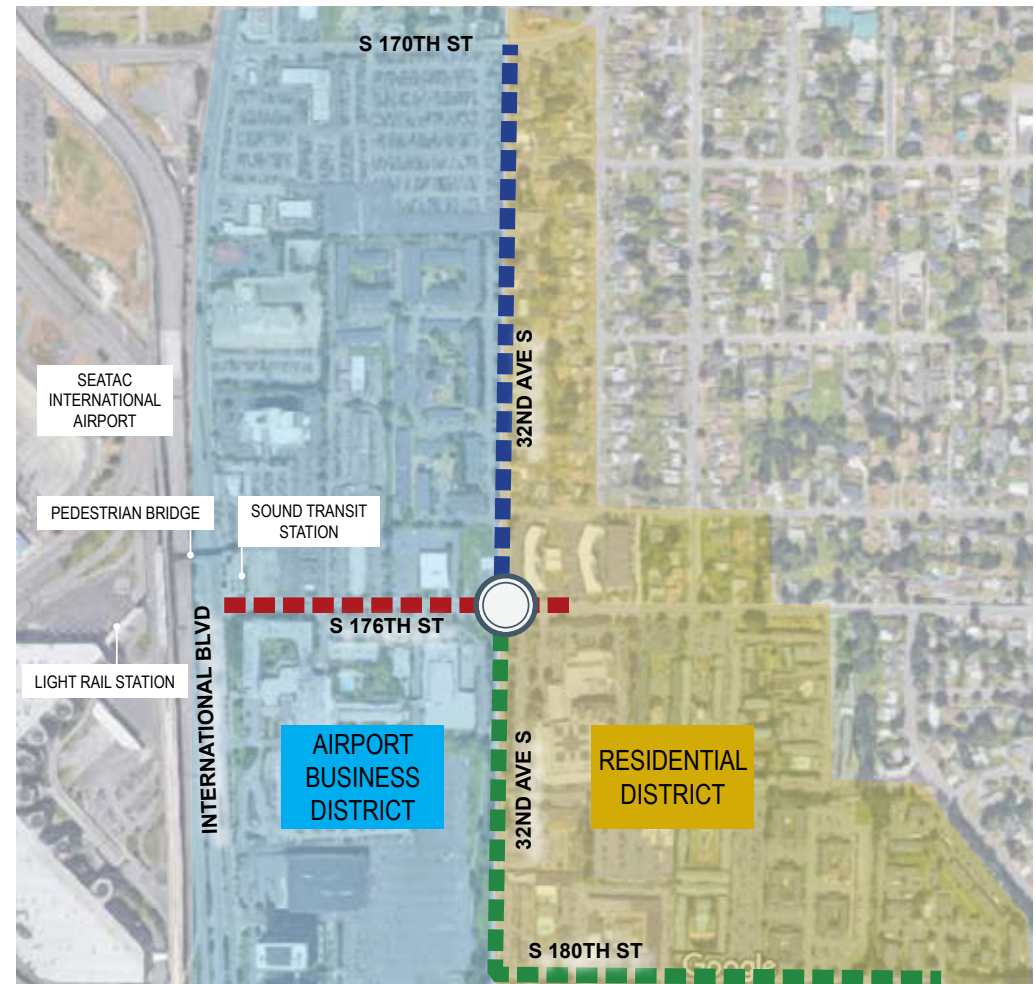 S 170TH ST
32ND AVE S
SEATAC
INTERNATIONAL
AIRPORT
PEDESTRIAN BRIDGE
SOUND TRANSIT
STATION
S 176TH ST
INTERNATIONAL BLVD
LIGHT RAIL STATION
AIRPORT
BUSINESS
DISTRICT
32ND AVE S
RESIDENTIAL
DISTRICT
S 180TH ST
Google